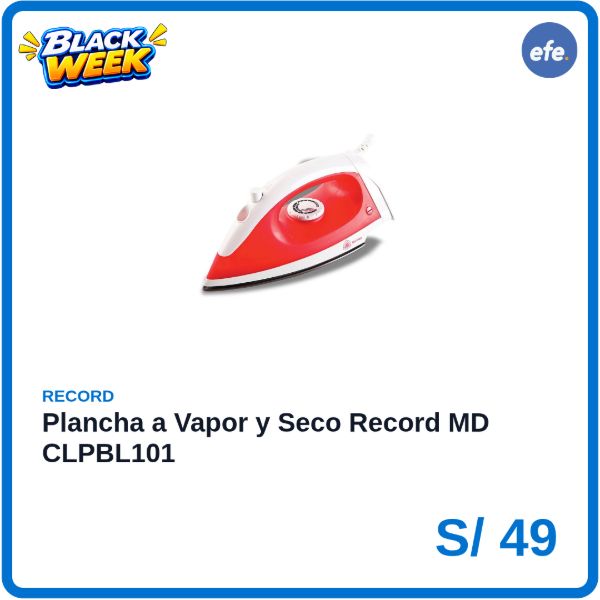 BLACK
WEEK
efe.
RECORD
Plancha a Vapor y Seco Record MD
CLPBL101
S/ 49